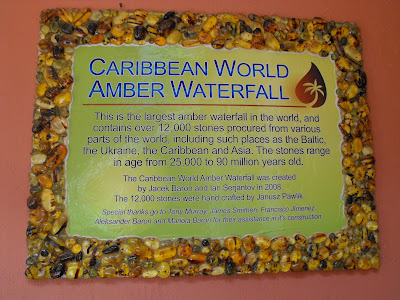 CARIBBEAN WORLD
AMBER WATERFALL
This is the largest amber waterfall in the world, and
contains over 12,000 stones procured from various
parts of the world, including such places as the Baltic,
the Ukraine, the Caribbean and Asia. The stones range
in age from 25,000 to 90 million years old.
The Caribbean World Amber Waterfall was created
by Jacek Baron and Ian Serjantov in 2008.
The 12,000 stones were hand crafted by Janusz Pawlik.
Special thanks go to Tony Murray, James Smitheri, Francisco Jimenez,
Aleksander Baron and Mariola Baron for their assistance in it's construction.